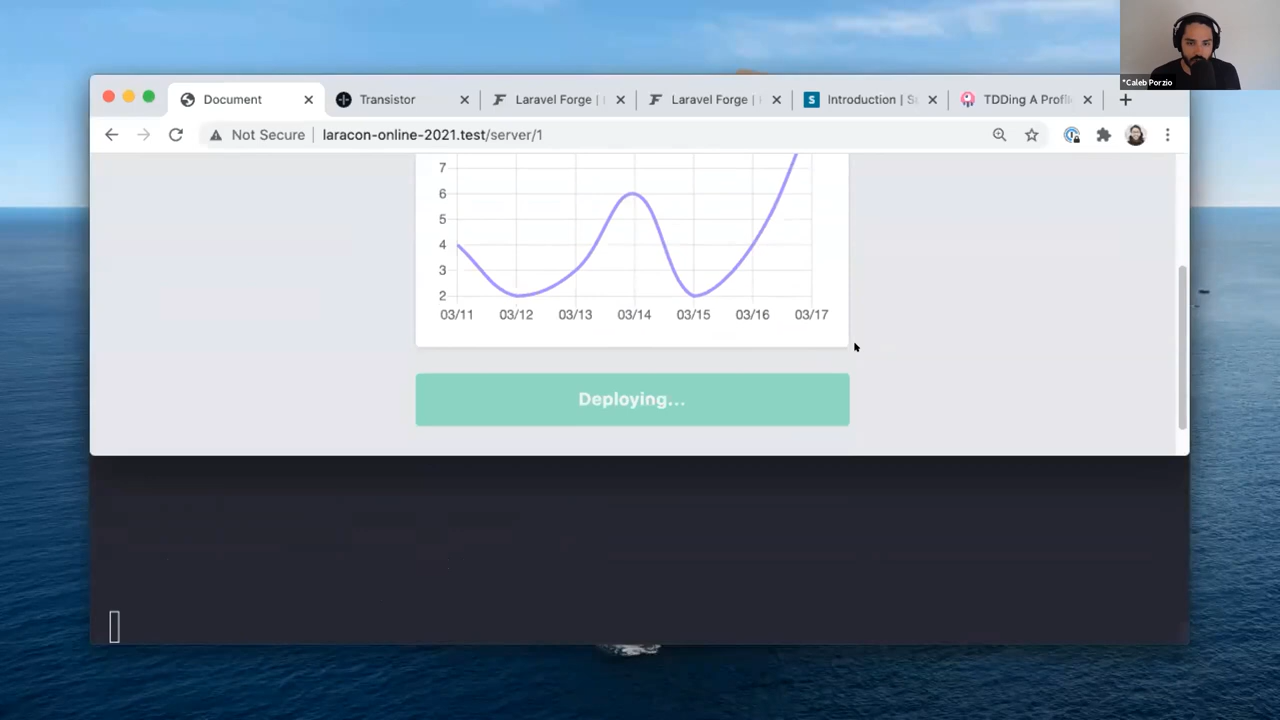 *Caleb Porzio
Document
Transistor
Laravel Forge |
Laravel Forge |
Introduction | S
TDDing A Profil
Not Secure
laracon-online-2021.test/server/1
7
6
5
4
3
2
03/11
03/12
03/13
03/14
03/15
03/16
03/17
Deploying...